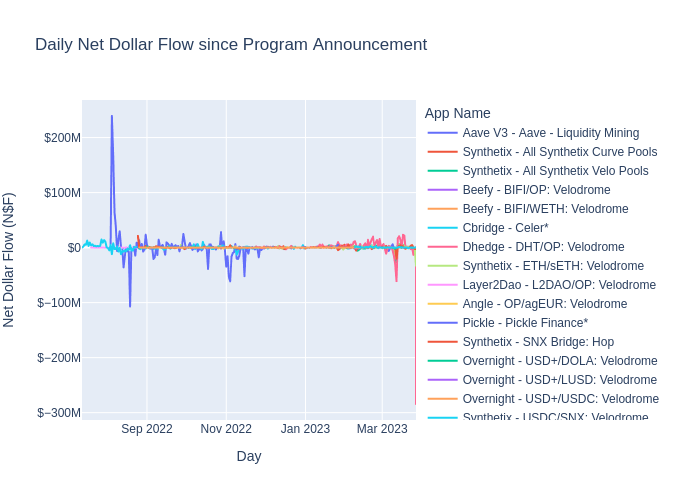 Daily Net Dollar Flow since Program Announcement
Net Dollar Flow (N$F)
$200M
$100M
$0
$−100M
$−200M
$−300M
Sep 2022
Nov 2022
Jan 2023
Mar 2023
Day
App Name
Aave V3 - Aave - Liquidity Mining
Synthetix - All Synthetix Curve Pools
Synthetix - All Synthetix Velo Pools
Beefy - BIFI/OP: Velodrome
Beefy - BIFI/WETH: Velodrome
Cbridge - Celer*
Dhedge - DHT/OP: Velodrome
Synthetix - ETH/sETH: Velodrome
Layer2Dao - L2DAO/OP: Velodrome
Angle - OP/agEUR: Velodrome
Pickle - Pickle Finance*
Synthetix - SNX Bridge: Hop
Overnight - USD+/DOLA: Velodrome
Overnight - USD+/LUSD: Velodrome
Overnight - USD+/USDC: Velodrome
Synthetix - USDC/SNX: Velodrome